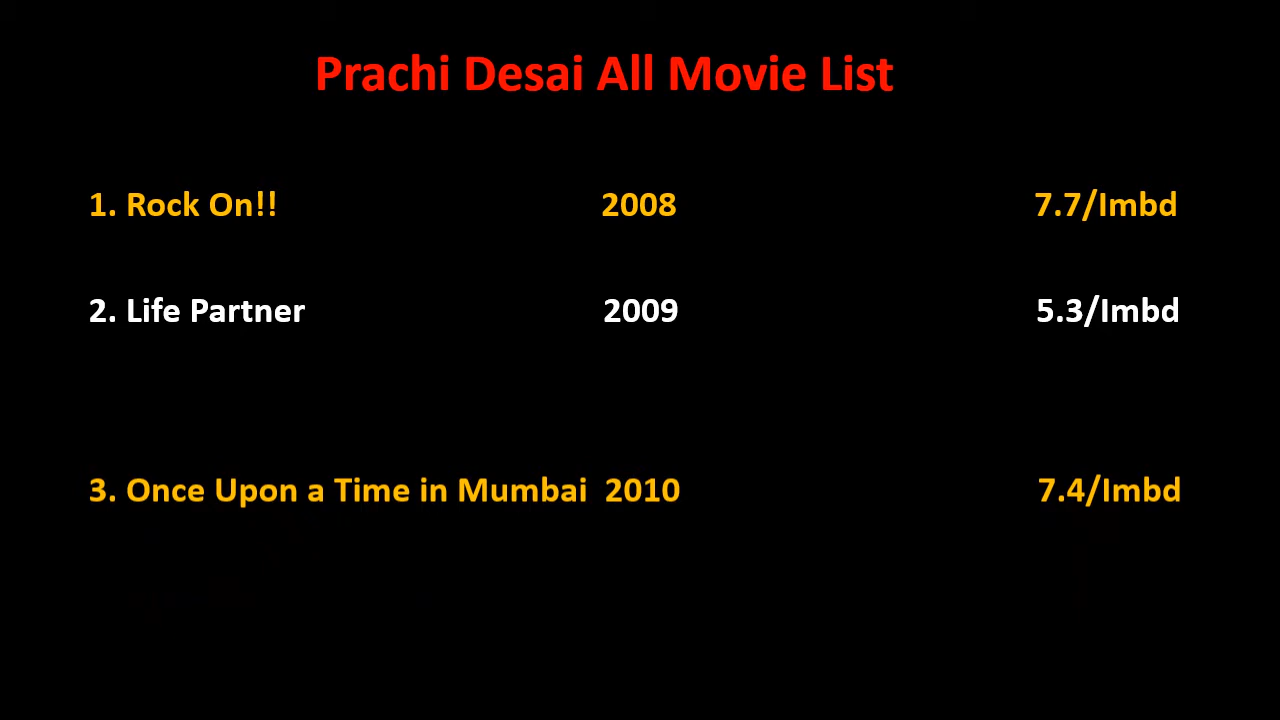 Prachi Desai All Movie List
1. Rock On!! 2008 7.7/Imbd
2. Life Partner 2009 5.3/Imbd
3. Once Upon a Time in Mumbai 2010 7.4/Imbd